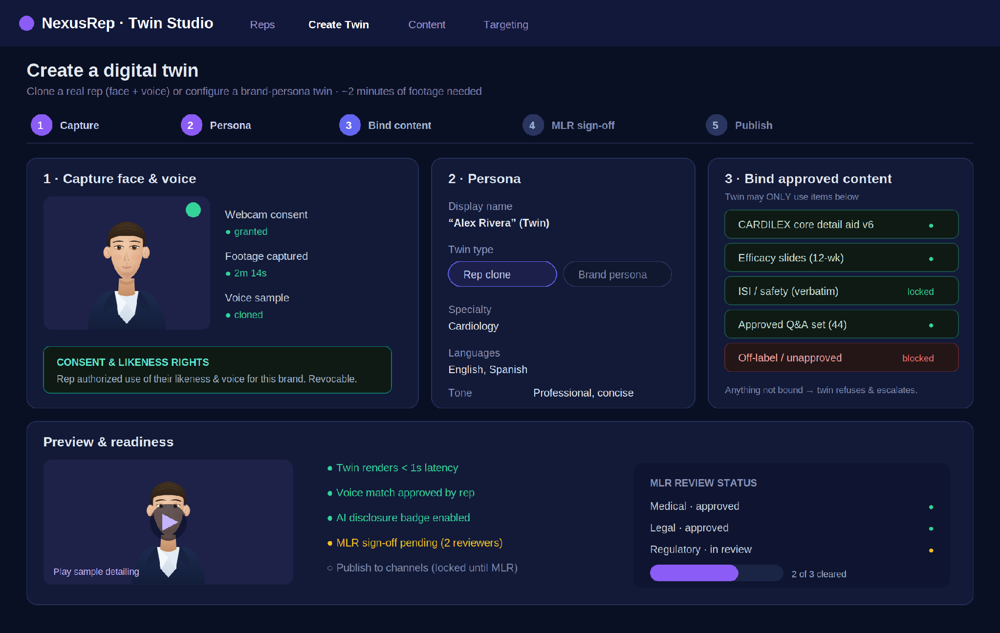 NexusRep · Twin Studio
Reps
Create Twin
Content
Targeting
Create a digital twin
Clone a real rep (face + voice) or configure a brand-persona twin · ~2 minutes of footage needed
1 Capture
2 Persona
3 Bind content
4 MLR sign-off
5 Publish
1 · Capture face & voice
Webcam consent
● granted
Footage captured
● 2m 14s
Voice sample
● cloned
CONSENT & LIKENESS RIGHTS
Rep authorized use of their likeness & voice for this brand. Revocable.
2 · Persona
Display name
“Alex Rivera” (Twin)
Twin type
Rep clone
Brand persona
Specialty
Cardiology
Languages
English, Spanish
Tone
Professional, concise
3 · Bind approved content
Twin may ONLY use items below
CARDILEX core detail aid v6 ●
Efficacy slides (12-wk) ●
ISI / safety (verbatim) locked
Approved Q&A set (44) ●
Off-label / unapproved blocked
Anything not bound → twin refuses & escalates.
Preview & readiness
Play sample detailing
● Twin renders < 1s latency
● Voice match approved by rep
● AI disclosure badge enabled
● MLR sign-off pending (2 reviewers)
○ Publish to channels (locked until MLR)
MLR REVIEW STATUS
Medical · approved ●
Legal · approved ●
Regulatory · in review ●
2 of 3 cleared